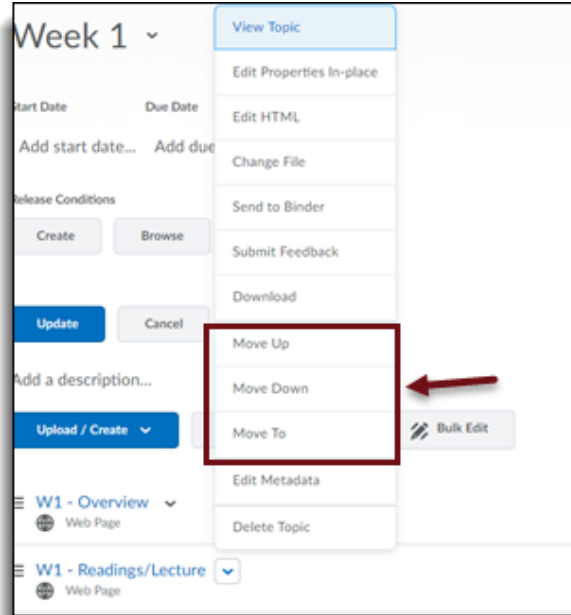 Week 1
View Topic
Edit Properties In-place
Start Date Due Date
Edit HTML
Add start date... Add due
Change File
Release Conditions
Send to Binder
Create Browse
Submit Feedback
Download
Update Cancel
Move Up
Add a description...
Move Down
Upload / Create
Move To
Bulk Edit
Edit Metadata
W1 - Overview
Web Page
Delete Topic
W1 - Readings/Lecture
Web Page